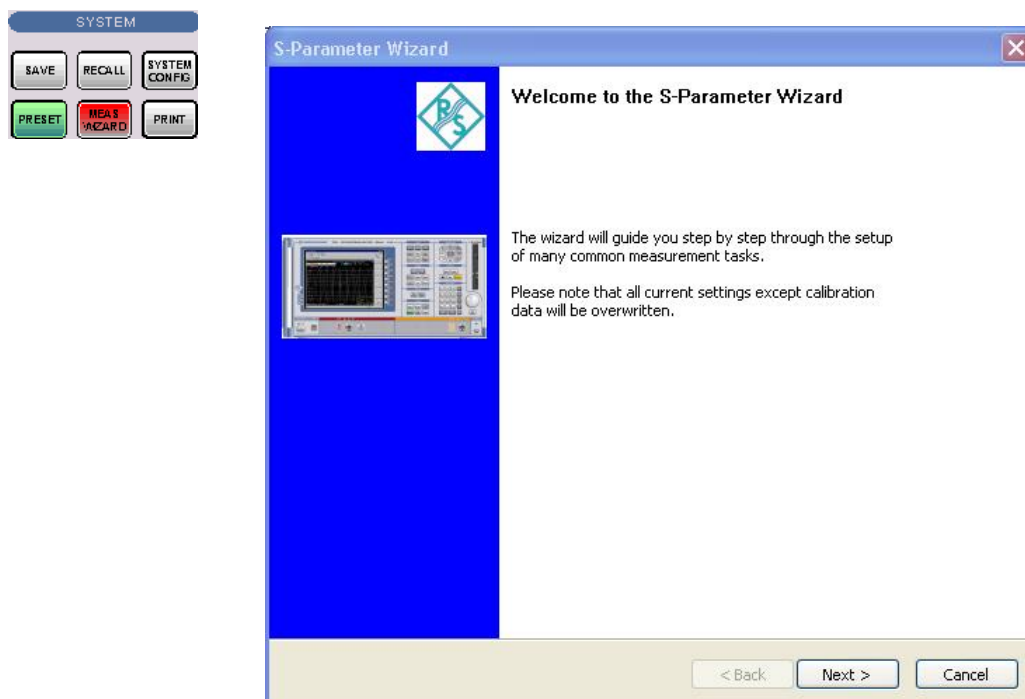 SYSTEM
SAVE
RECALL
SYSTEM
CONFIG
PRESET
MEAS
WIZARD
PRINT
S-Parameter Wizard
R
S
Welcome to the S-Parameter Wizard
The wizard will guide you step by step through the setup
of many common measurement tasks.
Please note that all current settings except calibration
data will be overwritten.
< Back
Next >
Cancel